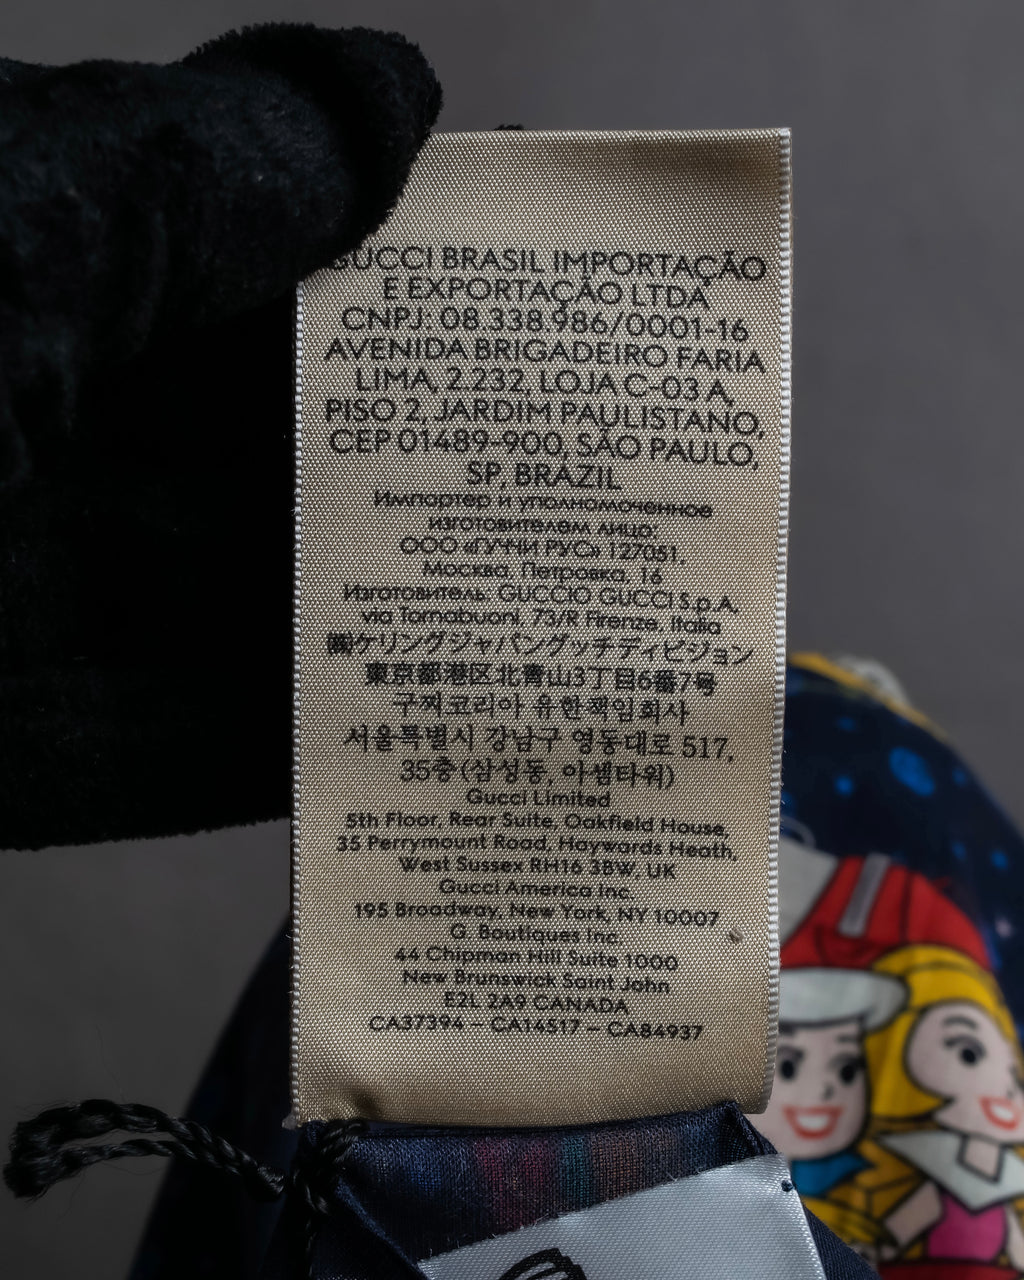 GUCCI BRASIL IMPORTAÇÃO
E EXPORTAÇÃO LTDA
CNPJ: 08.338.986/0001-16
AVENIDA BRIGADEIRO FARIA
LIMA, 2.232, LOJA C-03 A,
PISO 2, JARDIM PAULISTANO,
CEP 01489-900, SÃO PAULO,
SP, BRAZIL
Импортер и уполномоченное
изготовителем лицо:
ООО «ГУЧЧИ РУС» 127051,
Москва, Петровка, 16
Изготовитель: GUCCIO GUCCI S.p.A.
via Tornabuoni, 73/R Firenze, Italia
㈱ケリングジャパングッチディビジョン
東京都港区北青山3丁目6番7号
구찌코리아 유한책임회사
서울특별시 강남구 영동대로 517,
35층(삼성동, 아셈타워)
Gucci Limited
5th Floor, Rear Suite, Oakfield House,
35 Perrymount Road, Haywards Heath,
West Sussex RH16 3BW, UK
Gucci America Inc.
195 Broadway, New York, NY 10007
G. Boutiques Inc.
44 Chipman Hill Suite 1000
New Brunswick Saint John
E2L 2A9 CANADA
CA37394 – CA14517 – CA84937